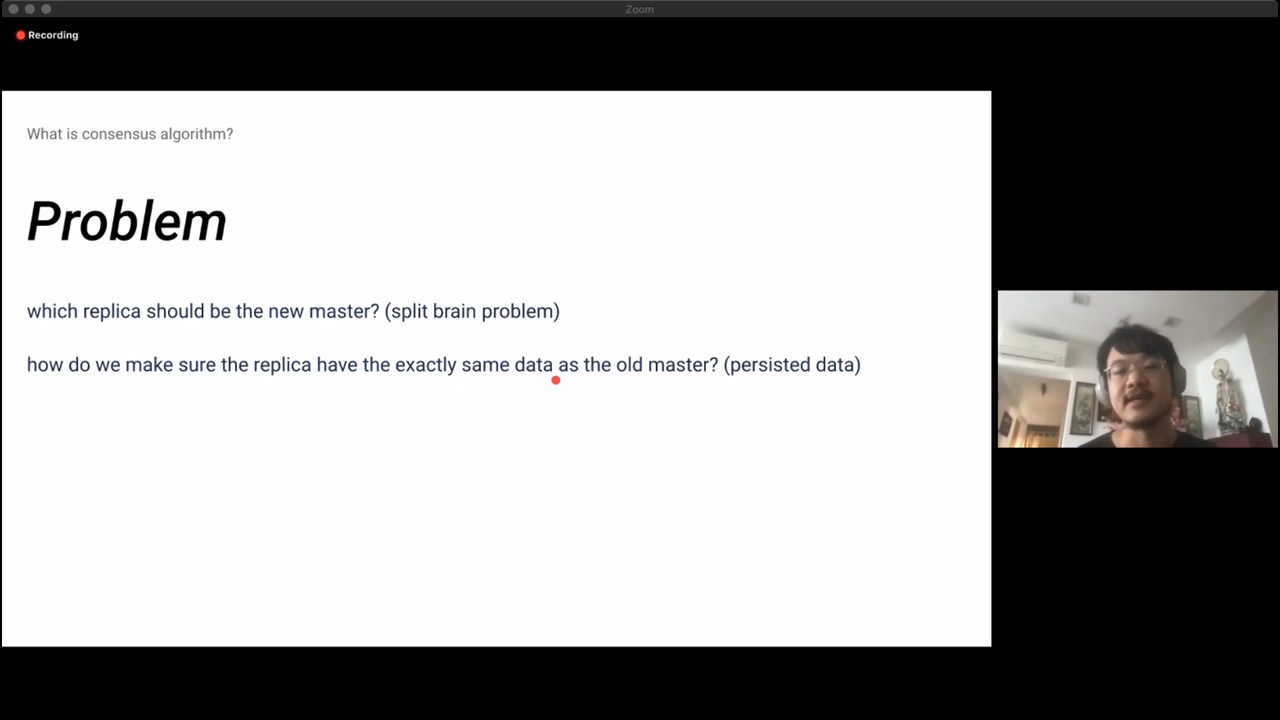 Zoom
Recording
What is consensus algorithm?
Problem
which replica should be the new master? (split brain problem)
how do we make sure the replica have the exactly same data as the old master? (persisted data)